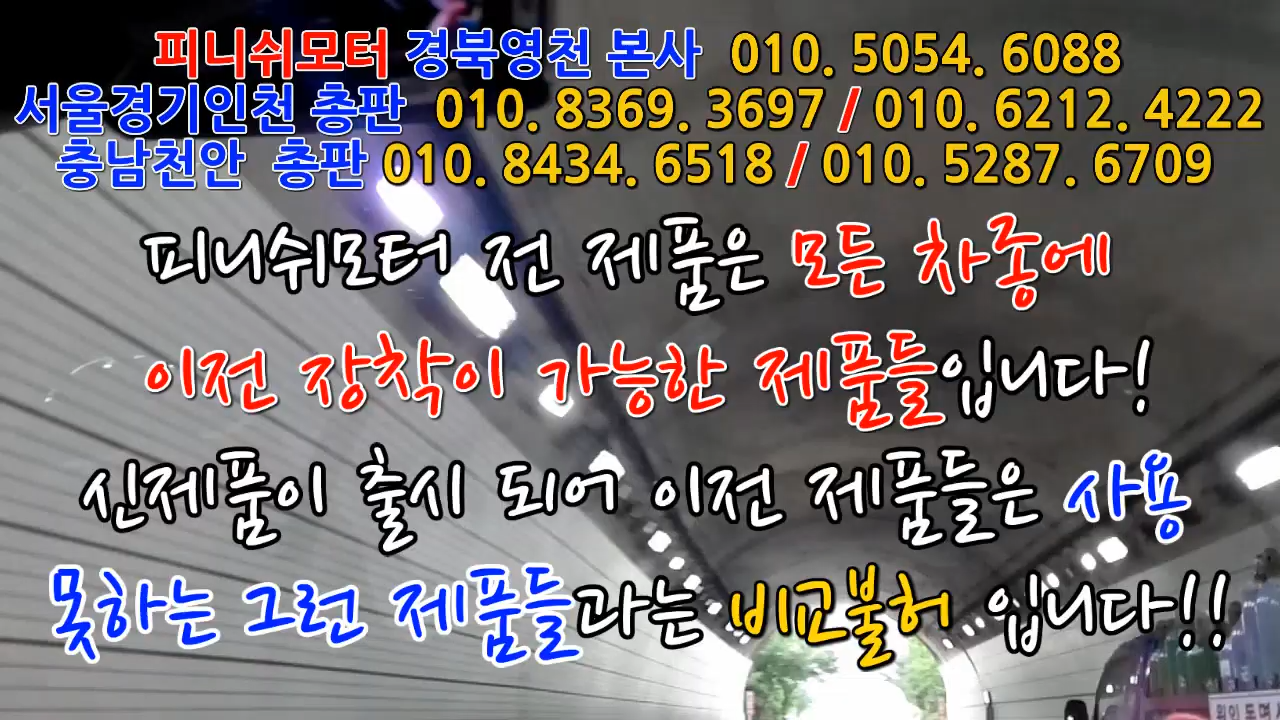 피니쉬모터 경북영천 본사 010. 5054. 6088
서울경기인천 총판 010. 8369. 3697 / 010. 6212. 4222
충남천안 총판 010. 8434. 6518 / 010. 5287. 6709
피니쉬모터 전 제품은 모든 차종에
이전 장착이 가능한 제품들입니다!
신제품이 출시 되어 이전 제품들은 사용
못하는 그런 제품들과는 비교불허 입니다!!